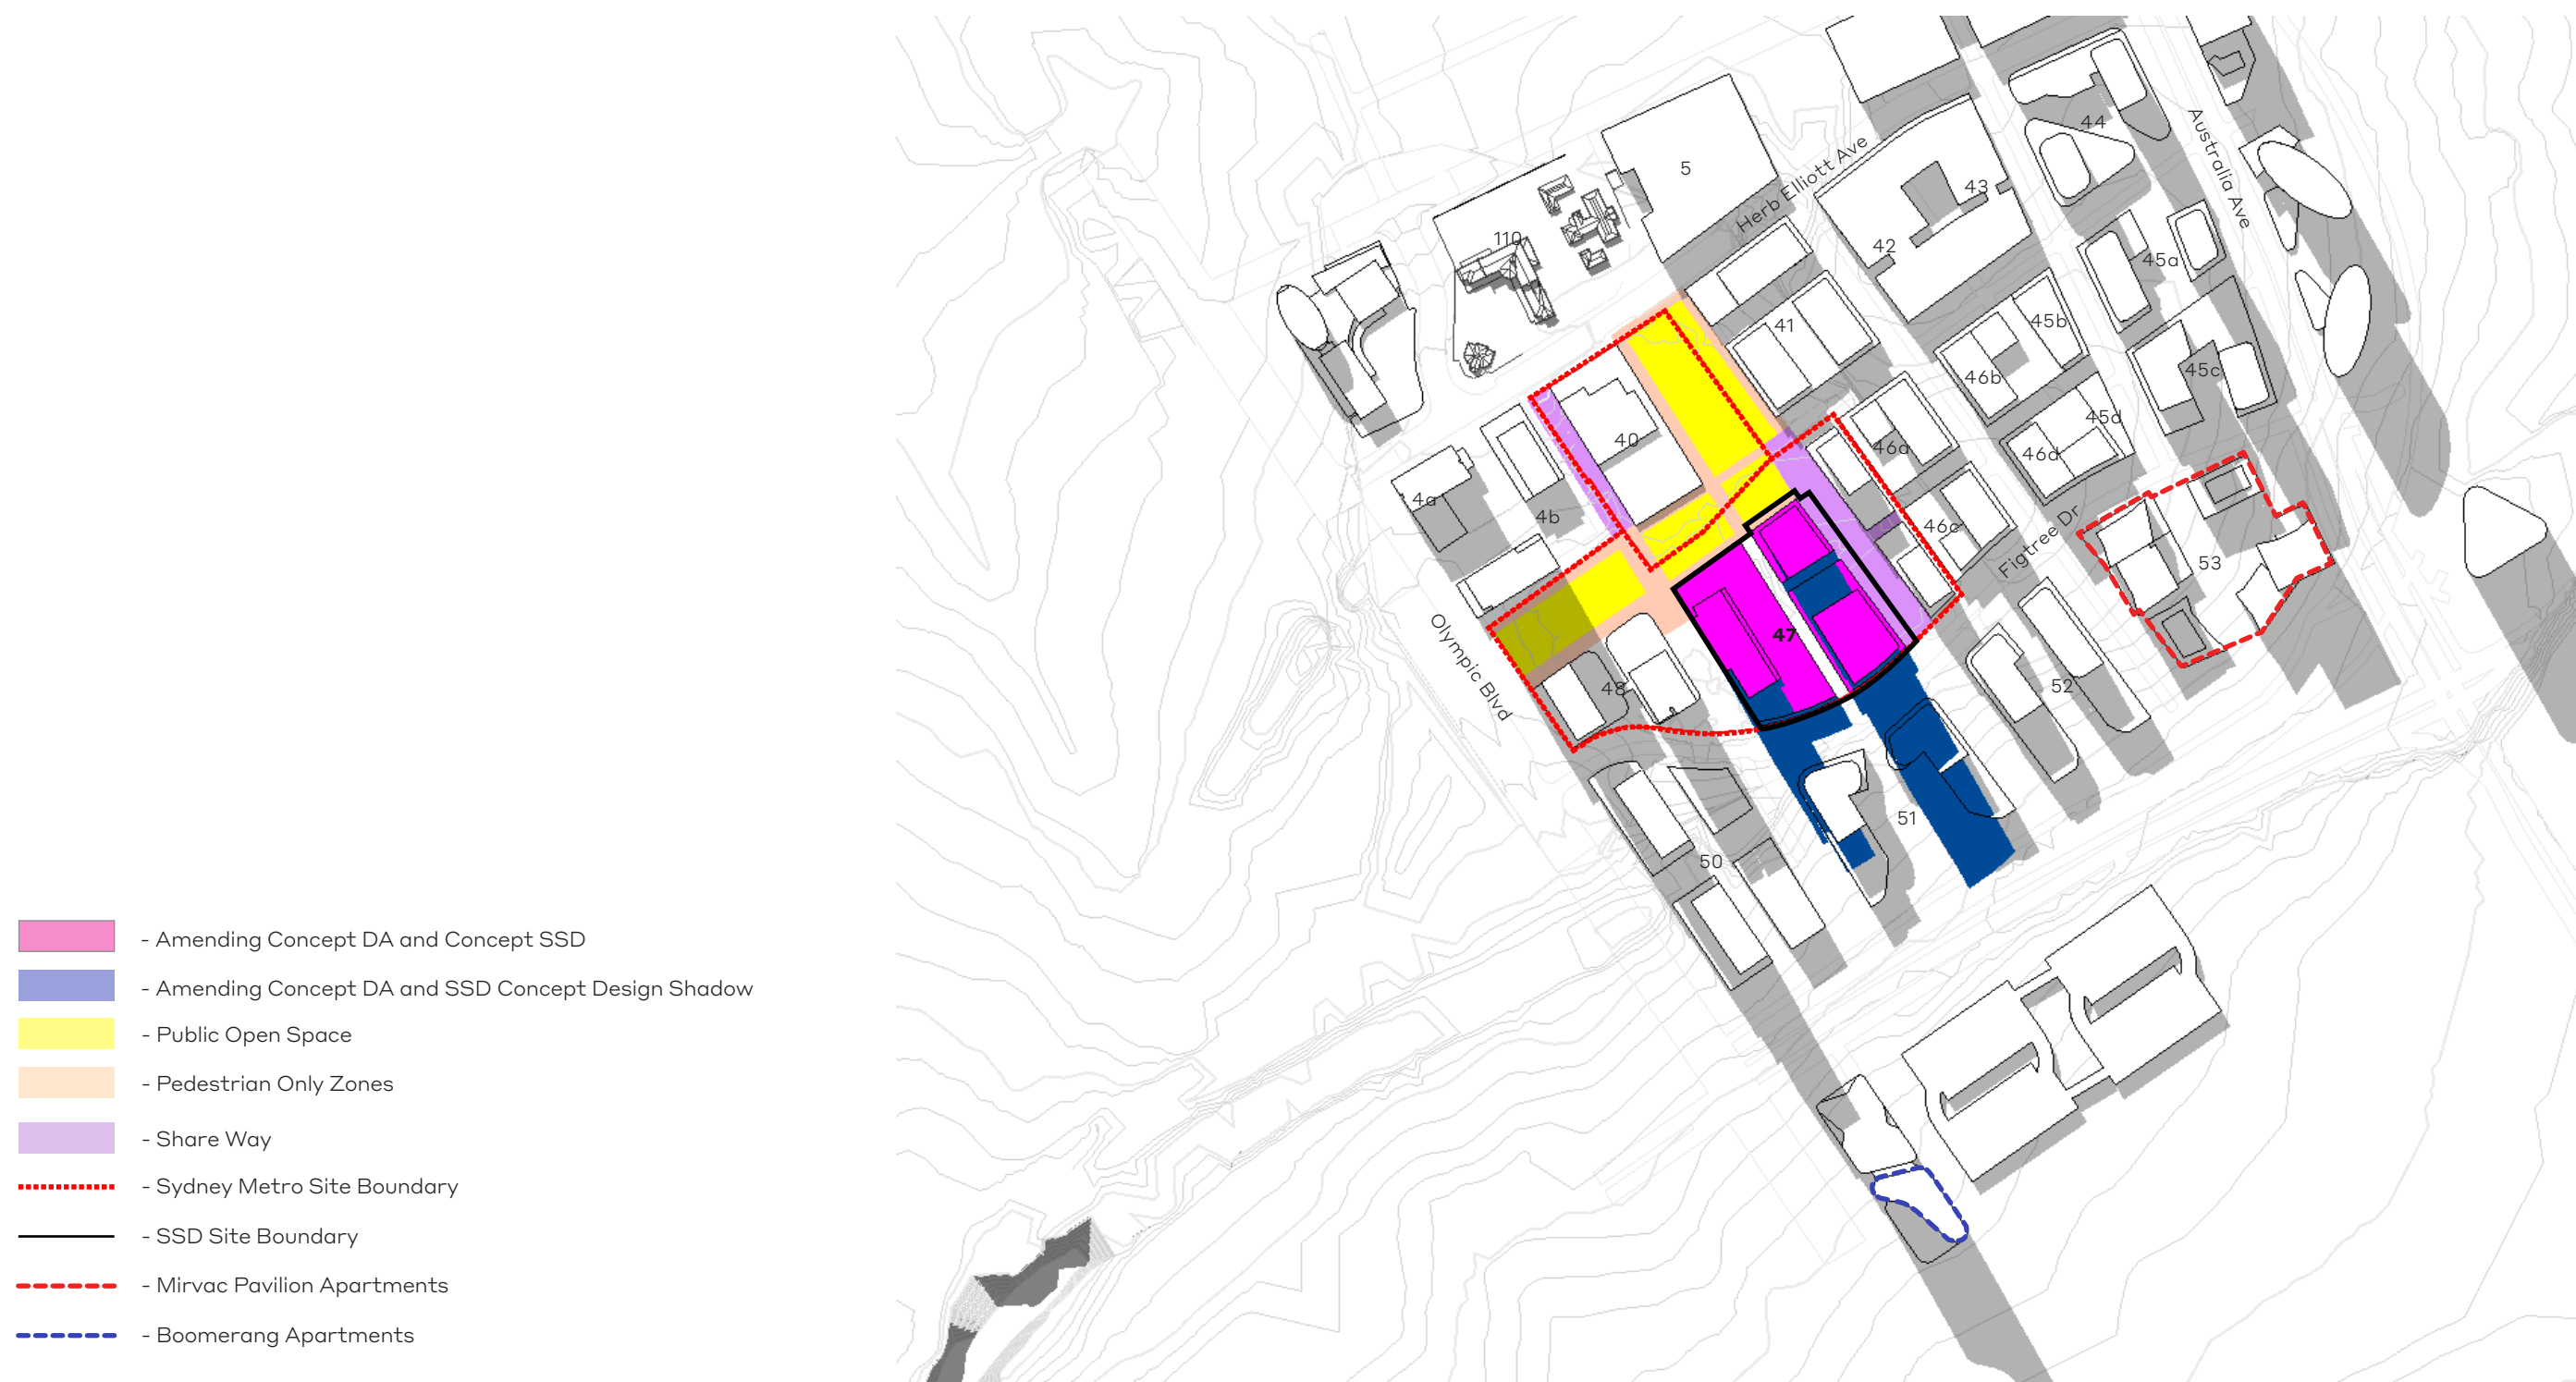 - Amending Concept DA and Concept SSD
- Amending Concept DA and SSD Concept Design Shadow
- Public Open Space
- Pedestrian Only Zones
- Share Way
- Sydney Metro Site Boundary
- SSD Site Boundary
- Mirvac Pavilion Apartments
- Boomerang Apartments
Herb Elliott Ave
Australia Ave
Figtree Dr
Olympic Blvd
5
44
43
42
110
45a
41
45b
46b
45c
45d
40
46a
46d
4a
4b
46c
53
47
48
52
51
50